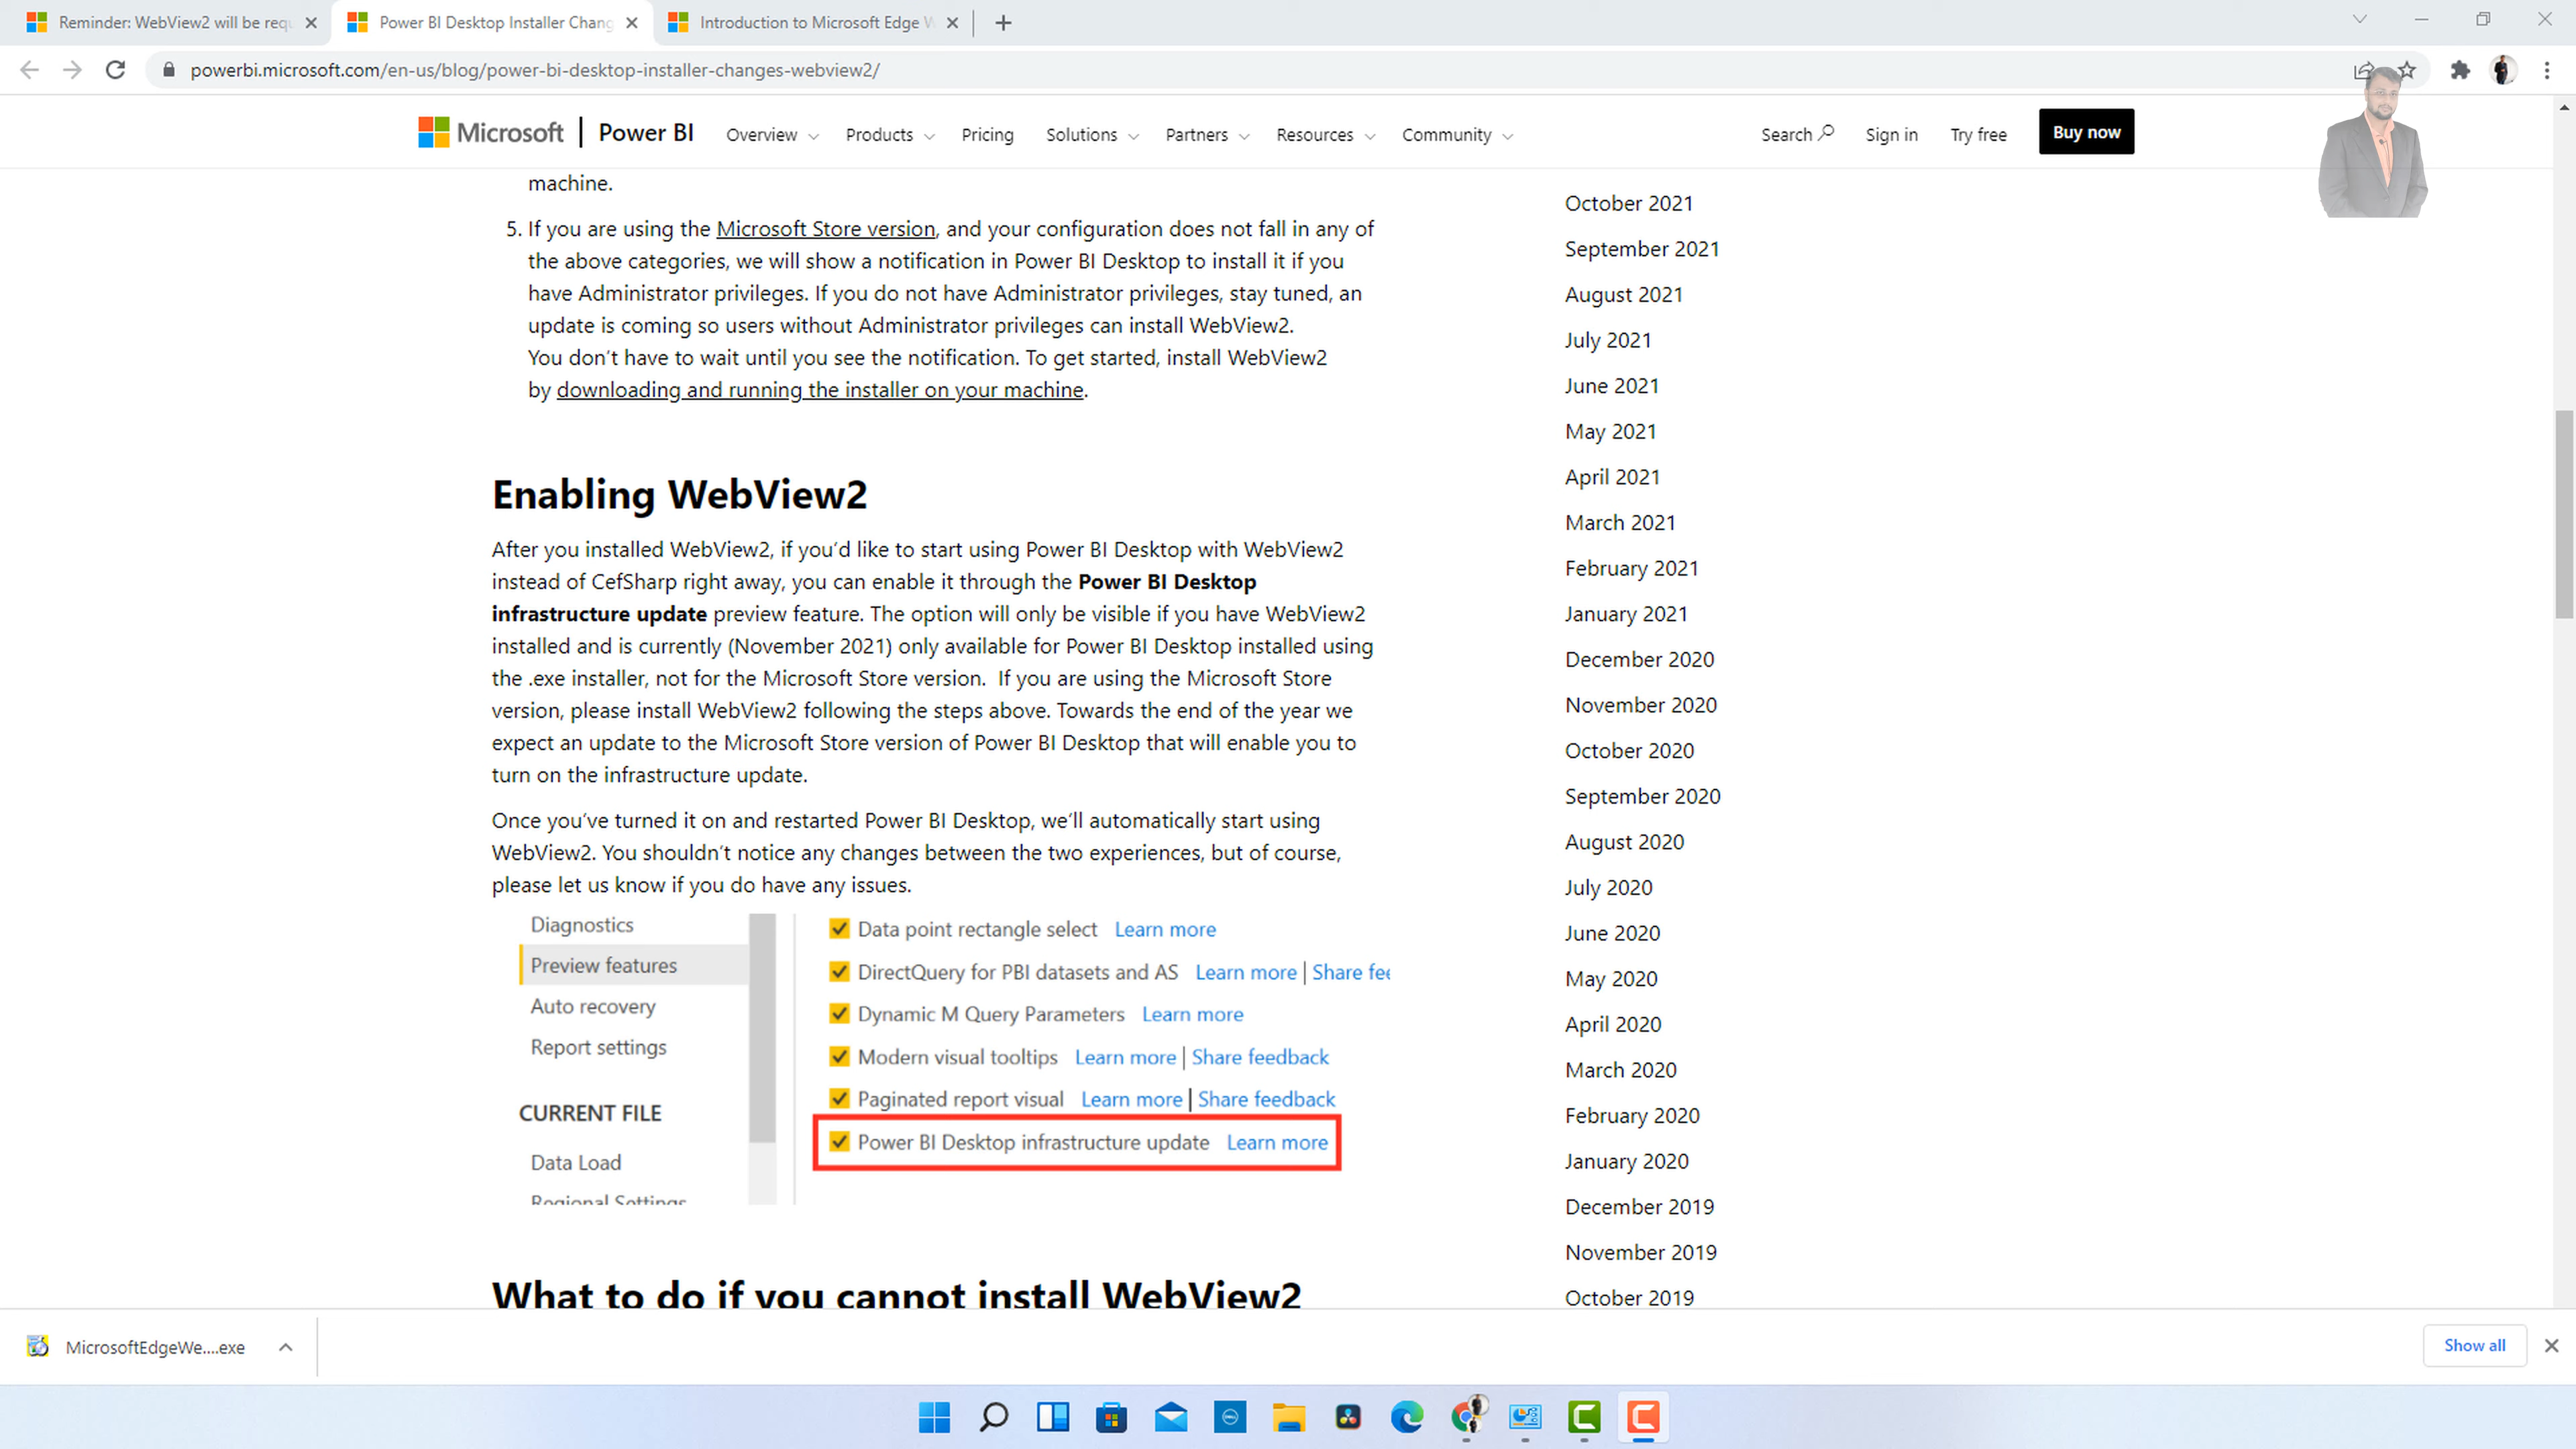 Reminder: WebView2 will be requ
Power BI Desktop Installer Chang
Introduction to Microsoft Edge W
powerbi.microsoft.com/en-us/blog/power-bi-desktop-installer-changes-webview2/
Microsoft | Power BI Overview Products Pricing Solutions Partners Resources Community Search Sign in Try free Buy now
machine.
5. If you are using the Microsoft Store version, and your configuration does not fall in any of
the above categories, we will show a notification in Power BI Desktop to install it if you
have Administrator privileges. If you do not have Administrator privileges, stay tuned, an
update is coming so users without Administrator privileges can install WebView2.
You don't have to wait until you see the notification. To get started, install WebView2
by downloading and running the installer on your machine.
Enabling WebView2
After you installed WebView2, if you'd like to start using Power BI Desktop with WebView2
instead of CefSharp right away, you can enable it through the Power BI Desktop
infrastructure update preview feature. The option will only be visible if you have WebView2
installed and is currently (November 2021) only available for Power BI Desktop installed using
the .exe installer, not for the Microsoft Store version. If you are using the Microsoft Store
version, please install WebView2 following the steps above. Towards the end of the year we
expect an update to the Microsoft Store version of Power BI Desktop that will enable you to
turn on the infrastructure update.
Once you've turned it on and restarted Power BI Desktop, we'll automatically start using
WebView2. You shouldn't notice any changes between the two experiences, but of course,
please let us know if you do have any issues.
Diagnostics
Preview features
Auto recovery
Report settings
CURRENT FILE
Data Load
Regional Settings
Data point rectangle select Learn more
DirectQuery for PBI datasets and AS Learn more | Share fee
Dynamic M Query Parameters Learn more
Modern visual tooltips Learn more | Share feedback
Paginated report visual Learn more | Share feedback
Power BI Desktop infrastructure update Learn more
What to do if you cannot install WebView2
October 2021
September 2021
August 2021
July 2021
June 2021
May 2021
April 2021
March 2021
February 2021
January 2021
December 2020
November 2020
October 2020
September 2020
August 2020
July 2020
June 2020
May 2020
April 2020
March 2020
February 2020
January 2020
December 2019
November 2019
October 2019
MicrosoftEdgeWe....exe
Show all